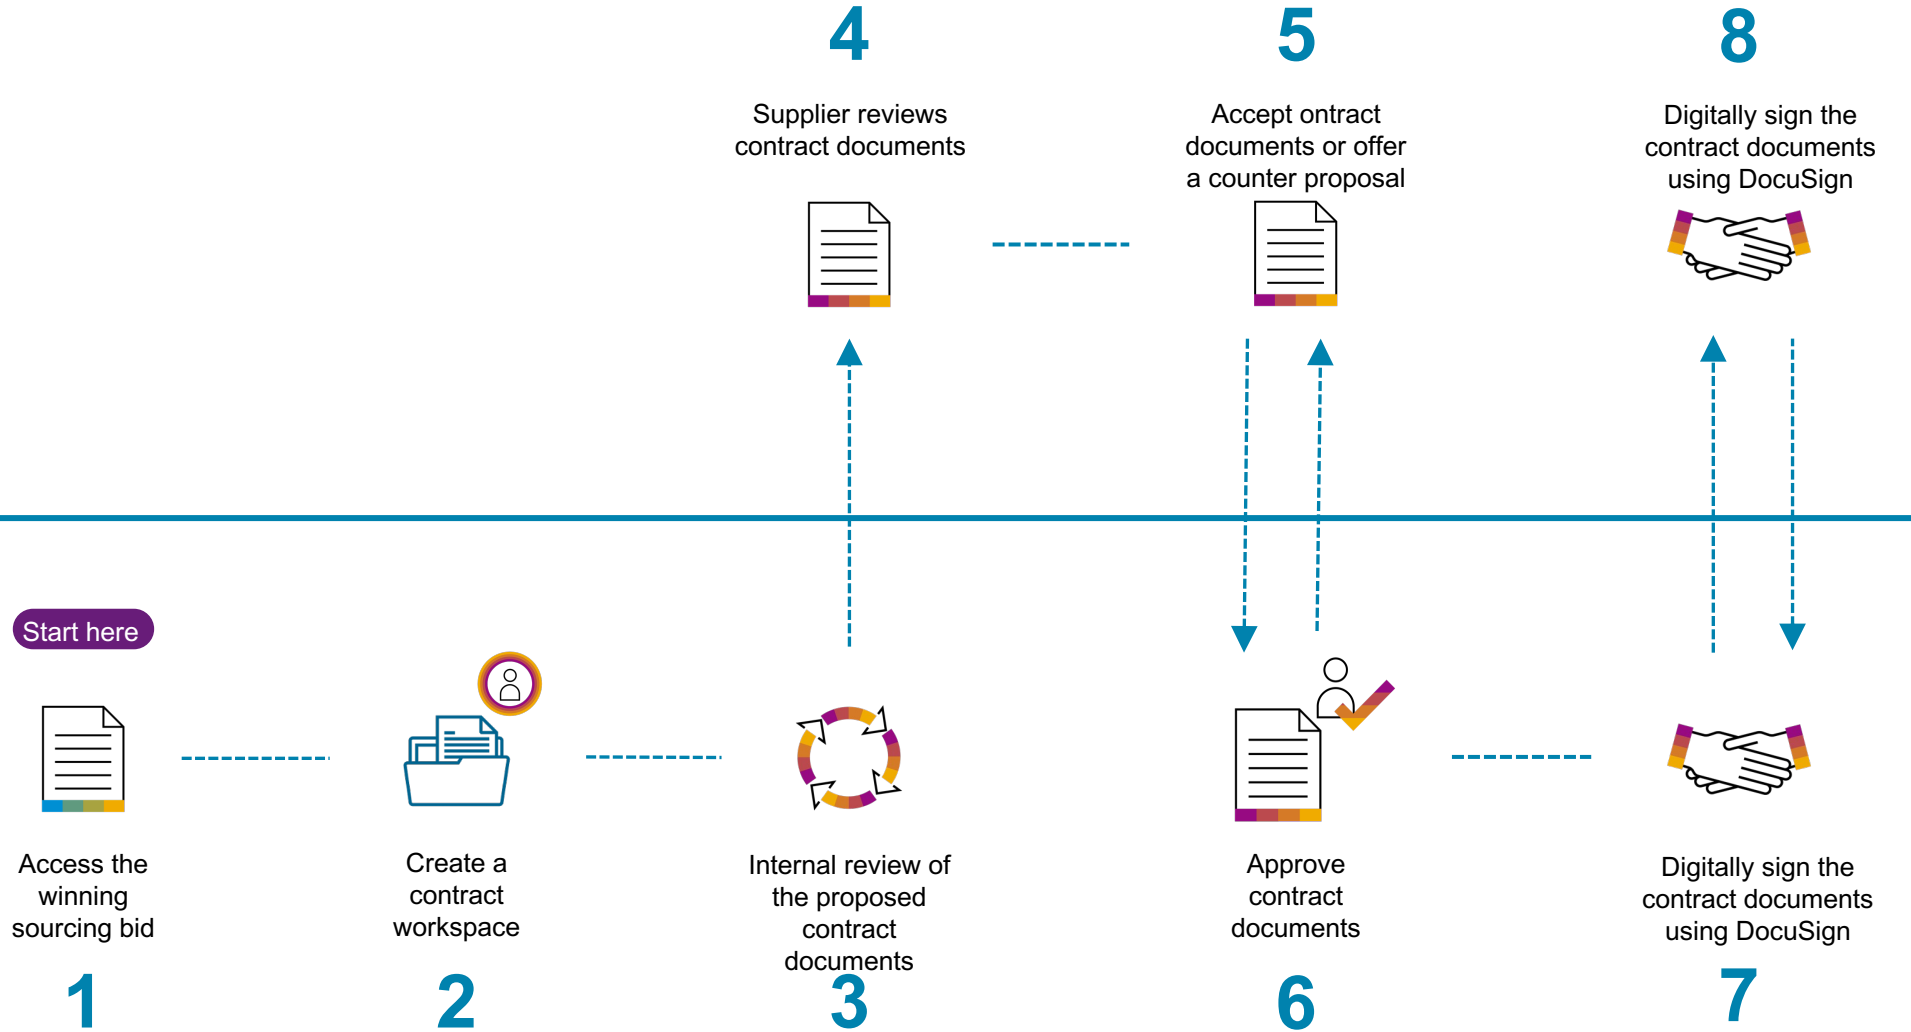 4
Supplier reviews
contract documents
5
Accept ontract
documents or offer
a counter proposal
8
Digitally sign the
contract documents
using DocuSign
Start here
Access the
winning
sourcing bid
1
Create a
contract
workspace
2
Internal review of
the proposed
contract
documents
3
Approve
contract
documents
6
Digitally sign the
contract documents
using DocuSign
7